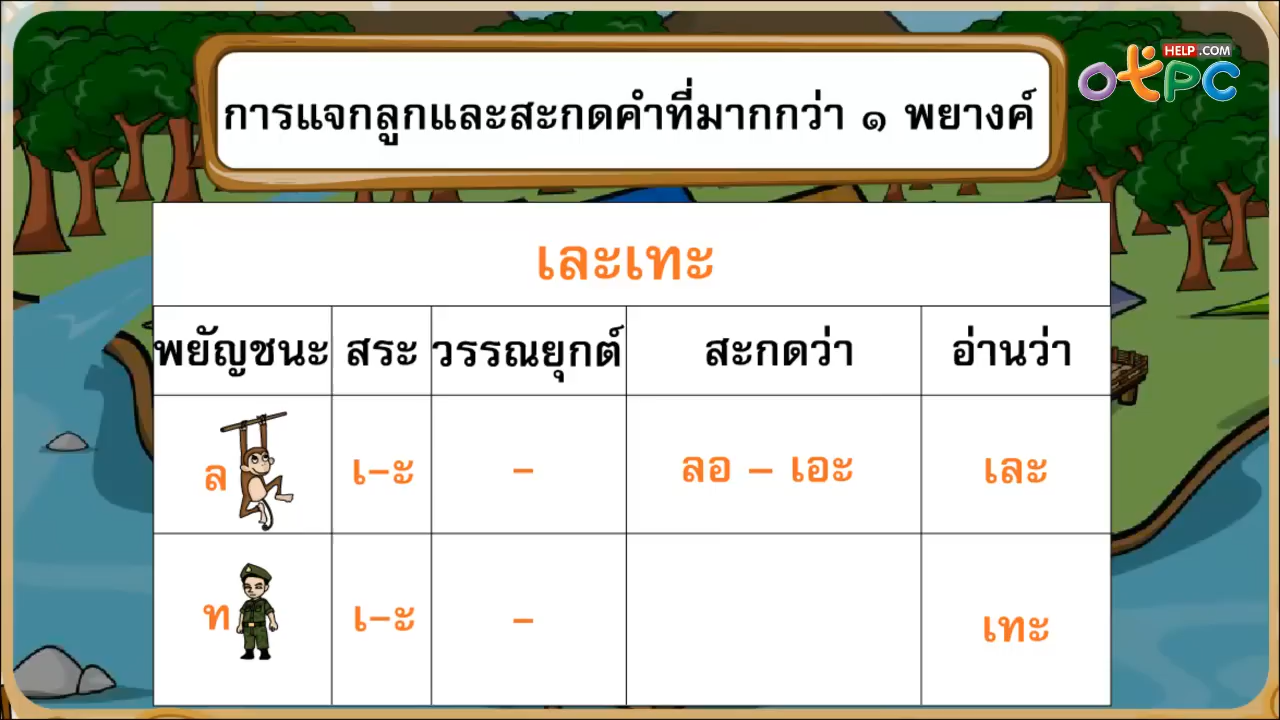 HELP .COM
OTPC
การแจกลูกและสะกดคำที่มากกว่า ๑ พยางค์
เละเทะ
พยัญชนะ สระ วรรณยุกต์ สะกดว่า อ่านว่า
ล เ-ะ - ลอ - เอะ เละ
ท เ-ะ - เทะ